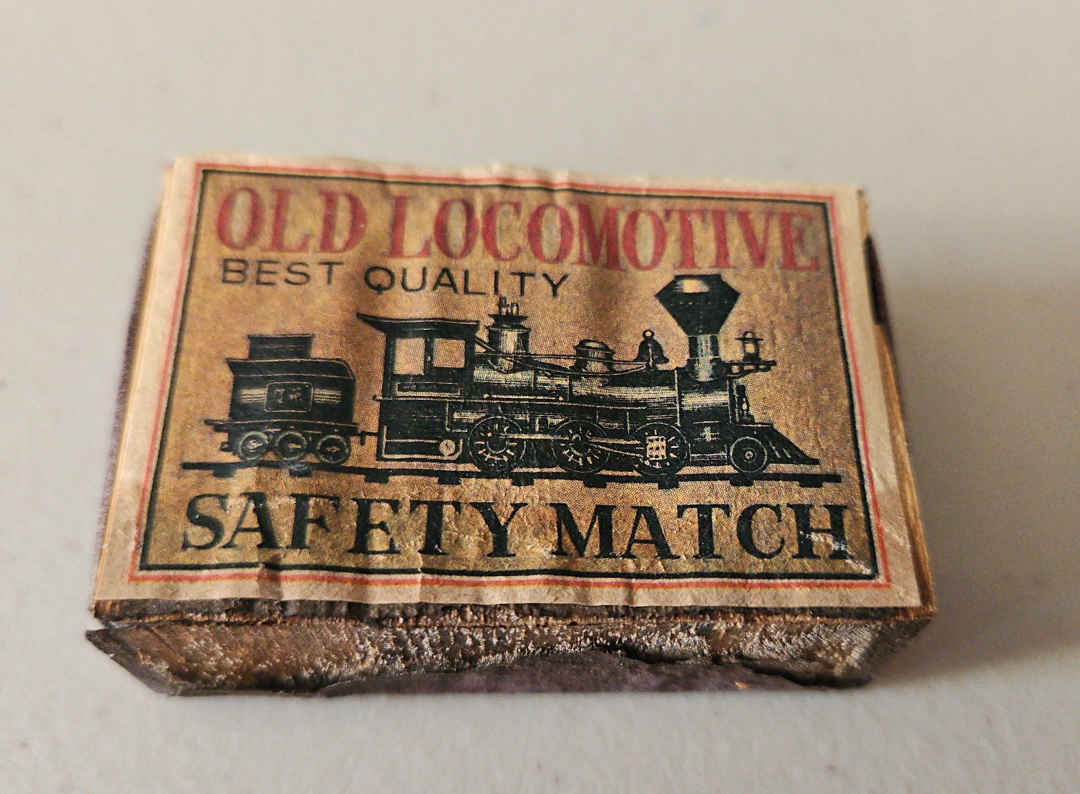 OLD LOCOMOTIVE
BEST QUALITY
SAFETY MATCH